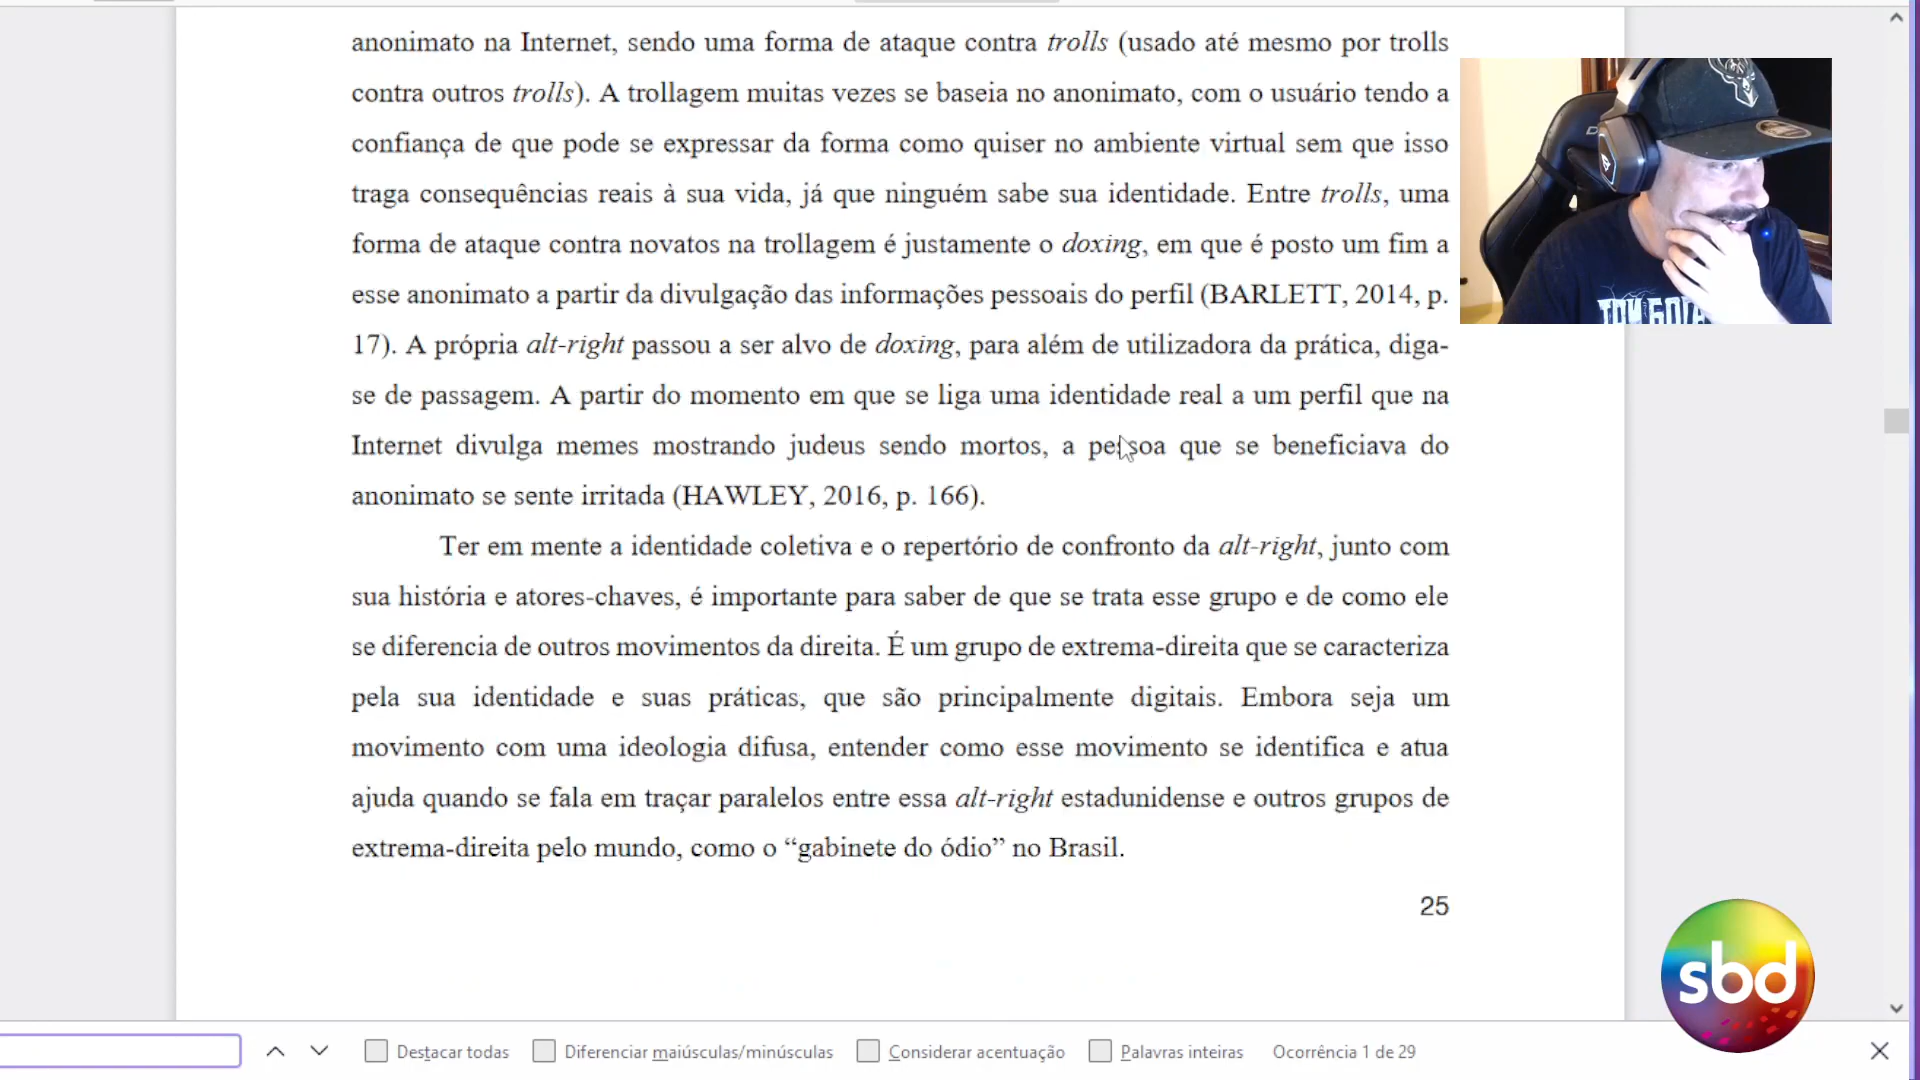 anonimato na Internet, sendo uma forma de ataque contra trolls (usado até mesmo por trolls
contra outros trolls). A trollagem muitas vezes se baseia no anonimato, com o usuário tendo a
confiança de que pode se expressar da forma como quiser no ambiente virtual sem que isso
traga consequências reais à sua vida, já que ninguém sabe sua identidade. Entre trolls, uma
forma de ataque contra novatos na trollagem é justamente o doxing, em que é posto um fim a
esse anonimato a partir da divulgação das informações pessoais do perfil (BARLETT, 2014, p.
17). A própria alt-right passou a ser alvo de doxing, para além de utilizadora da prática, diga-
se de passagem. A partir do momento em que se liga uma identidade real a um perfil que na
Internet divulga memes mostrando judeus sendo mortos, a pessoa que se beneficiava do
anonimato se sente irritada (HAWLEY, 2016, p. 166).
Ter em mente a identidade coletiva e o repertório de confronto da alt-right, junto com
sua história e atores-chaves, é importante para saber de que se trata esse grupo e de como ele
se diferencia de outros movimentos da direita. É um grupo de extrema-direita que se caracteriza
pela sua identidade e suas práticas, que são principalmente digitais. Embora seja um
movimento com uma ideologia difusa, entender como esse movimento se identifica e atua
ajuda quando se fala em traçar paralelos entre essa alt-right estadunidense e outros grupos de
extrema-direita pelo mundo, como o “gabinete do ódio” no Brasil.
25
sbd
Destacar todas Diferenciar maiúsculas/minúsculas Considerar acentuação Palavras inteiras Ocorrência 1 de 29